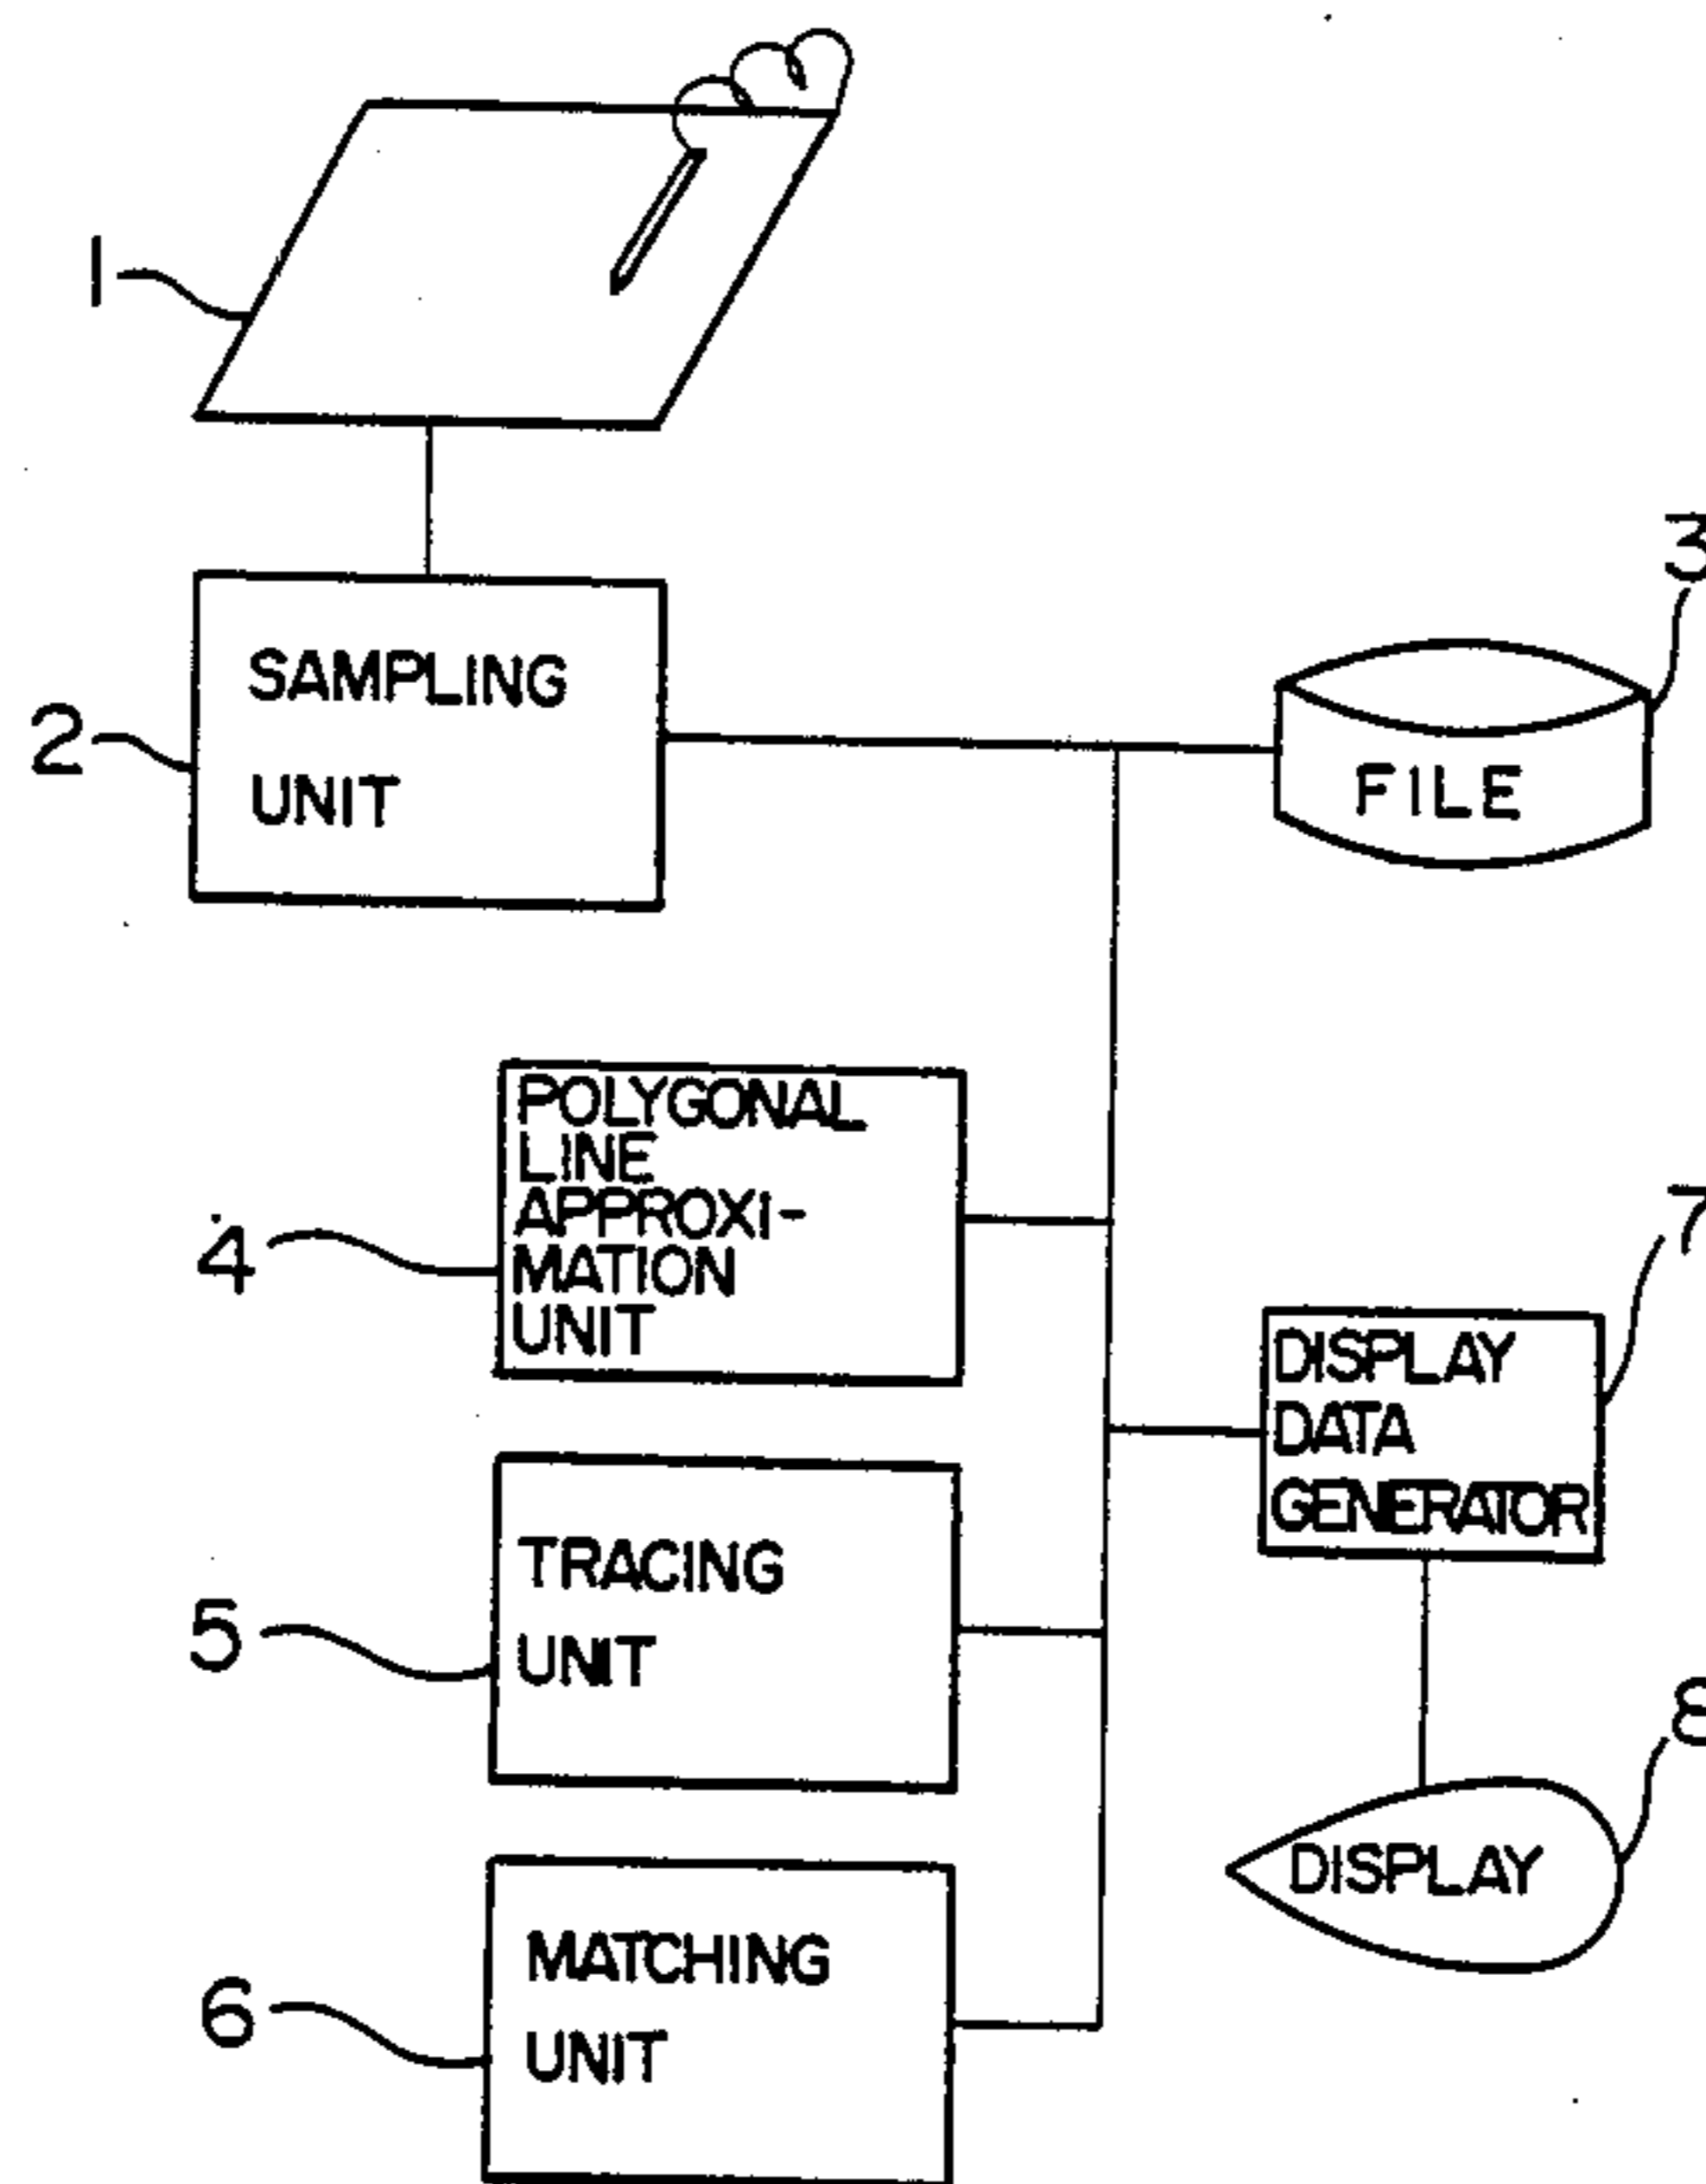 1
2
SAMPLING
UNIT
3
FILE
4
POLYGONAL
LINE
APPROXI-
MATION
UNIT
5
TRACING
UNIT
6
MATCHING
UNIT
7
DISPLAY
DATA
GENERATOR
8
DISPLAY